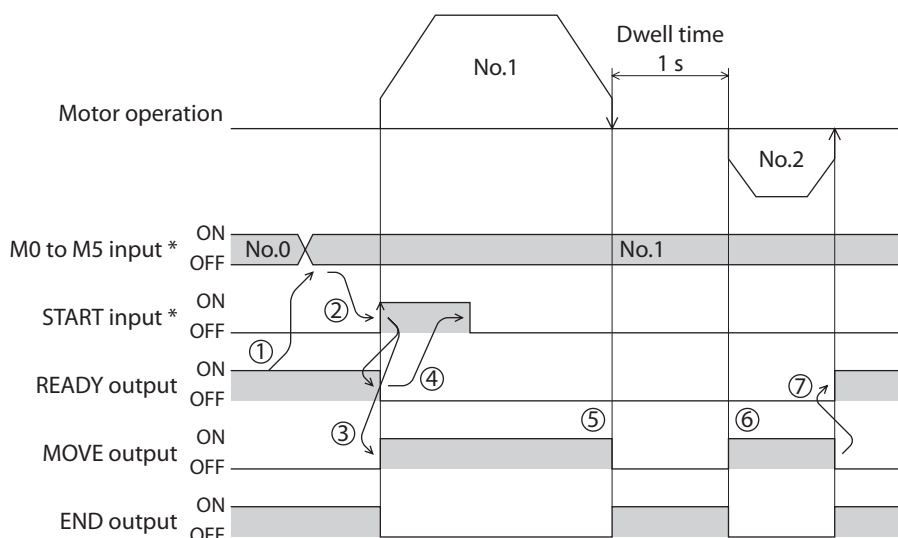 Dwell time
1 s
No.1
Motor operation
No.2
ON
M0 to M5 input *
No.0
No.1
OFF
ON
START input *
②
OFF
①
④
ON
READY output
⑦
OFF
③
⑤
⑥
ON
MOVE output
OFF
ON
END output
OFF